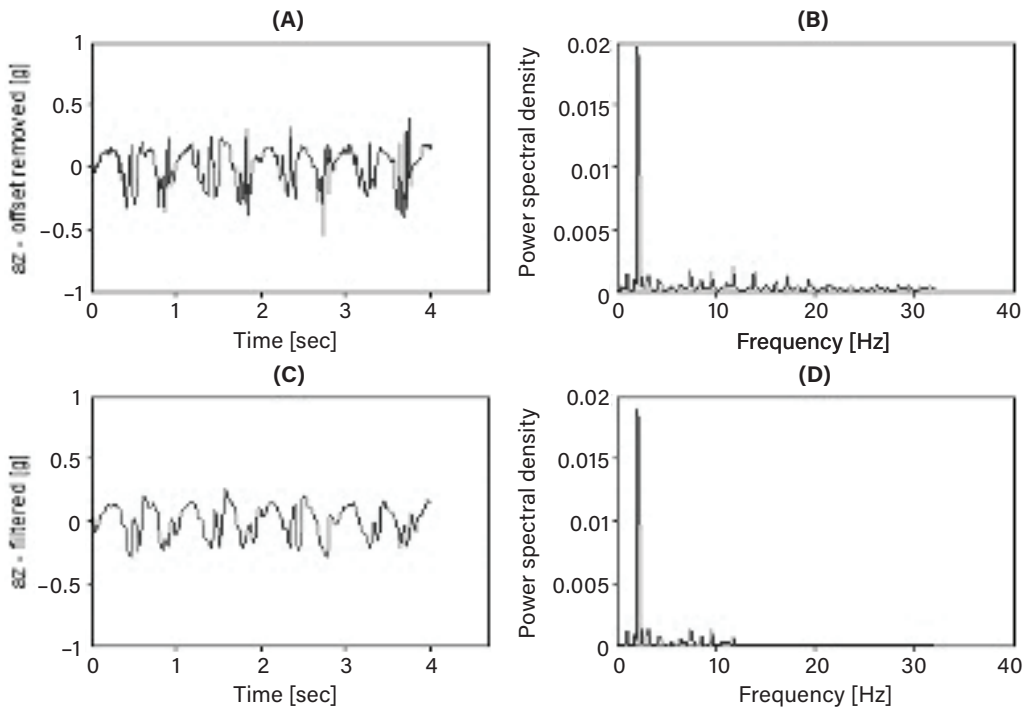 (A)
1
0.5
0
−0.5
−1
az - offset removed [g]
0 1 2 3 4
Time [sec]
(B)
0.02
0.015
0.01
0.005
0
Power spectral density
0 10 20 30 40
Frequency [Hz]
(C)
1
0.5
0
−0.5
−1
az - filtered [g]
0 1 2 3 4
Time [sec]
(D)
0.02
0.015
0.01
0.005
0
Power spectral density
0 10 20 30 40
Frequency [Hz]